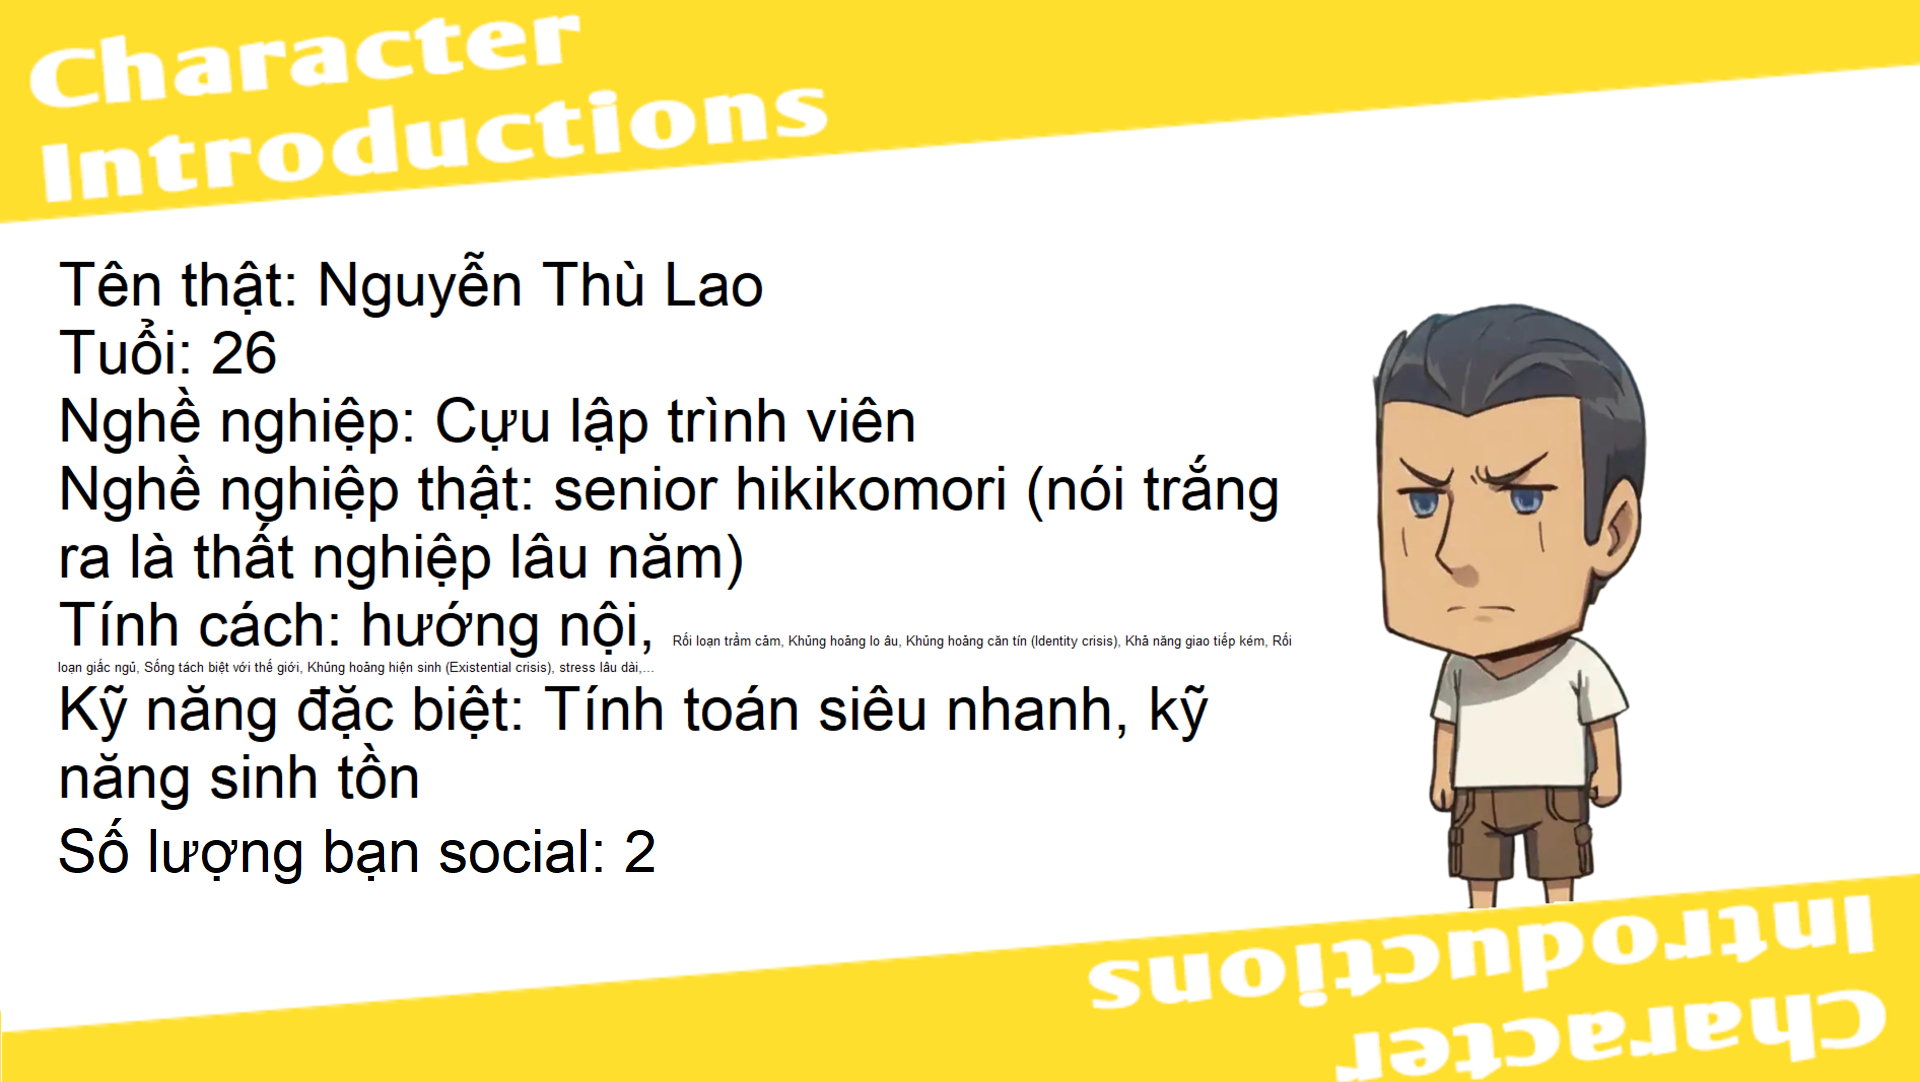 Character
Introductions
Tên thật: Nguyễn Thù Lao
Tuổi: 26
Nghề nghiệp: Cựu lập trình viên
Nghề nghiệp thật: senior hikikomori (nói trắng
ra là thất nghiệp lâu năm)
Tính cách: hướng nội, Rối loạn trầm cảm, Khủng hoảng lo âu, Khủng hoảng căn tín (Identity crisis), Khả năng giao tiếp kém, Rối
loạn giấc ngủ, Sống tách biệt với thế giới, Khủng hoảng hiện sinh (Existential crisis), stress lâu dài,...
Kỹ năng đặc biệt: Tính toán siêu nhanh, kỹ
năng sinh tồn
Số lượng bạn social: 2
Character
Introductions